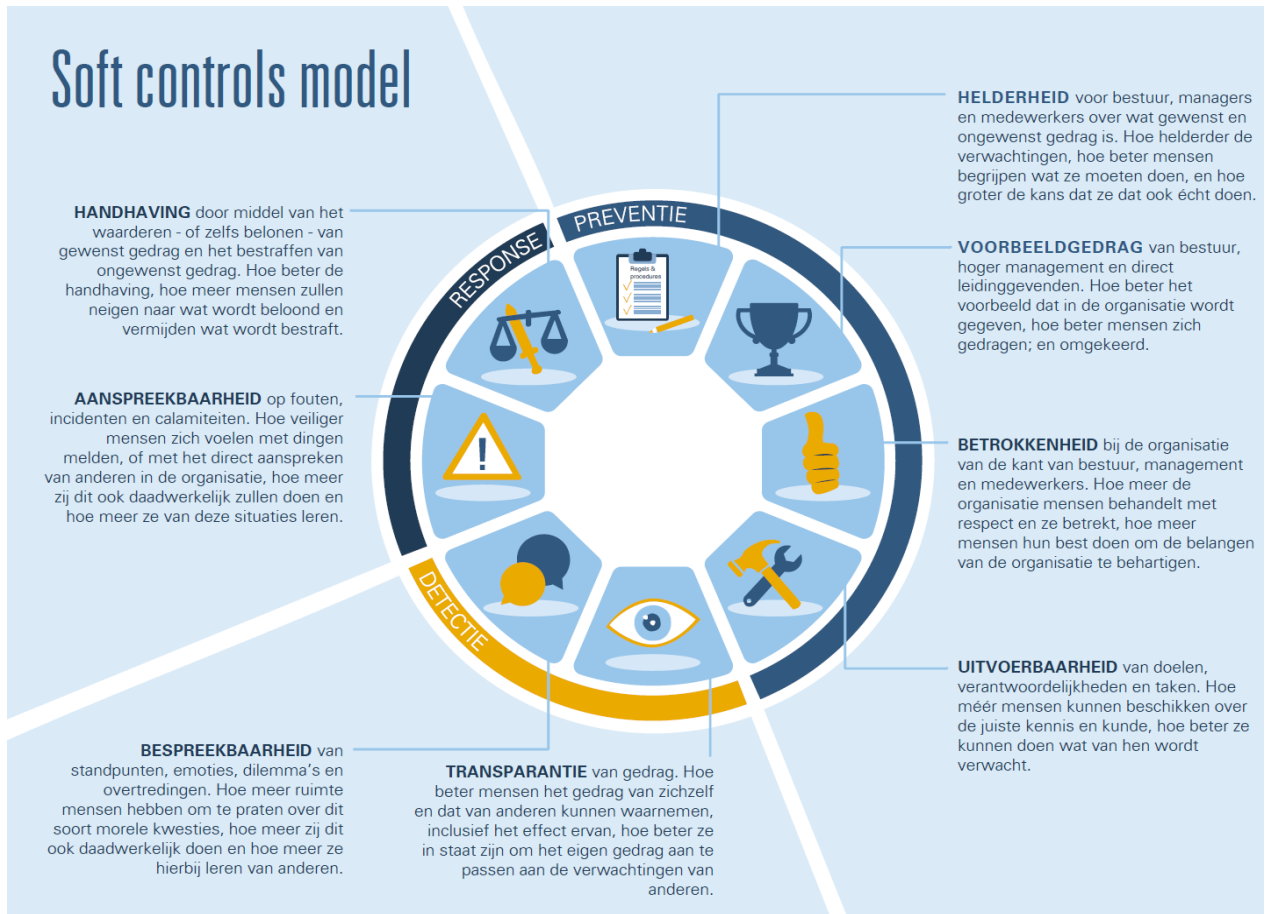 Soft controls model
HELDERHEID voor bestuur, managers
en medewerkers over wat gewenst en
ongewenst gedrag is. Hoe helderder de
verwachtingen, hoe beter mensen
begrijpen wat ze moeten doen, en hoe
groter de kans dat ze dat ook écht doen.
VOORBEELDGEDRAG van bestuur,
hoger management en direct
leidinggevenden. Hoe beter het
voorbeeld dat in de organisatie wordt
gegeven, hoe beter mensen zich
gedragen; en omgekeerd.
BETROKKENHEID bij de organisatie
van de kant van bestuur, management
en medewerkers. Hoe meer de
organisatie mensen behandelt met
respect en ze betrekt, hoe meer
mensen hun best doen om de belangen
van de organisatie te behartigen.
UITVOERBAARHEID van doelen,
verantwoordelijkheden en taken. Hoe
méér mensen kunnen beschikken over
de juiste kennis en kunde, hoe beter ze
kunnen doen wat van hen wordt
verwacht.
TRANSPARANTIE van gedrag. Hoe
beter mensen het gedrag van zichzelf
en dat van anderen kunnen waarnemen,
inclusief het effect ervan, hoe beter ze
in staat zijn om het eigen gedrag aan te
passen aan de verwachtingen van
anderen.
BESPREEKBAARHEID van
standpunten, emoties, dilemma's en
overtredingen. Hoe meer ruimte
mensen hebben om te praten over dit
soort morele kwesties, hoe meer zij dit
ook daadwerkelijk doen en hoe meer ze
hierbij leren van anderen.
AANSPREEKBAARHEID op fouten,
incidenten en calamiteiten. Hoe veiliger
mensen zich voelen met dingen
melden, of met het direct aanspreken
van anderen in de organisatie, hoe meer
zij dit ook daadwerkelijk zullen doen en
hoe meer ze van deze situaties leren.
HANDHAVING door middel van het
waarderen - of zelfs belonen - van
gewenst gedrag en het bestraffen van
ongewenst gedrag. Hoe beter de
handhaving, hoe meer mensen zullen
neigen naar wat wordt beloond en
vermijden wat wordt bestraft.
PREVENTIE
DETECTIE
RESPONSE
Regels &
procedures